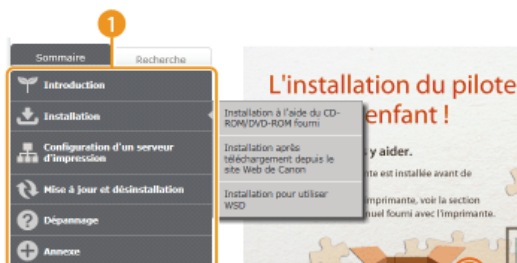 1
Sommaire
Recherche
Introduction
Installation
Configuration d'un serveur
d'impression
Mise à jour et désinstallation
Dépannage
Annexe
Installation à l'aide du CD-
ROM/DVD-ROM fourni
Installation après
téléchargement depuis le
site Web de Canon
Installation pour utiliser
WSD
L'installation du pilote
enfant !
s y aider.
nte est installée avant de
mprimante, voir la section
nuel fourni avec l'imprimante.